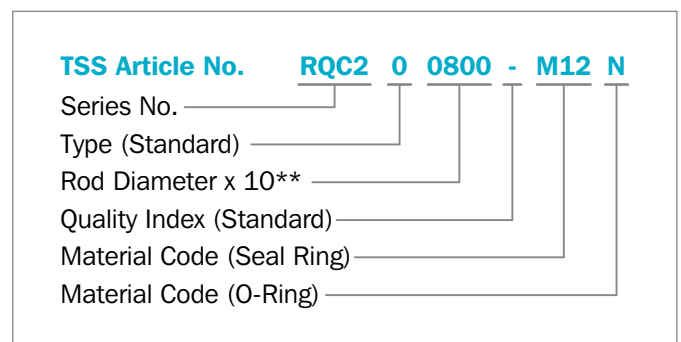 TSS Article No. RQC2 0 0800 - M12 N
Series No.
Type (Standard)
Rod Diameter x 10**
Quality Index (Standard)
Material Code (Seal Ring)
Material Code (O-Ring)